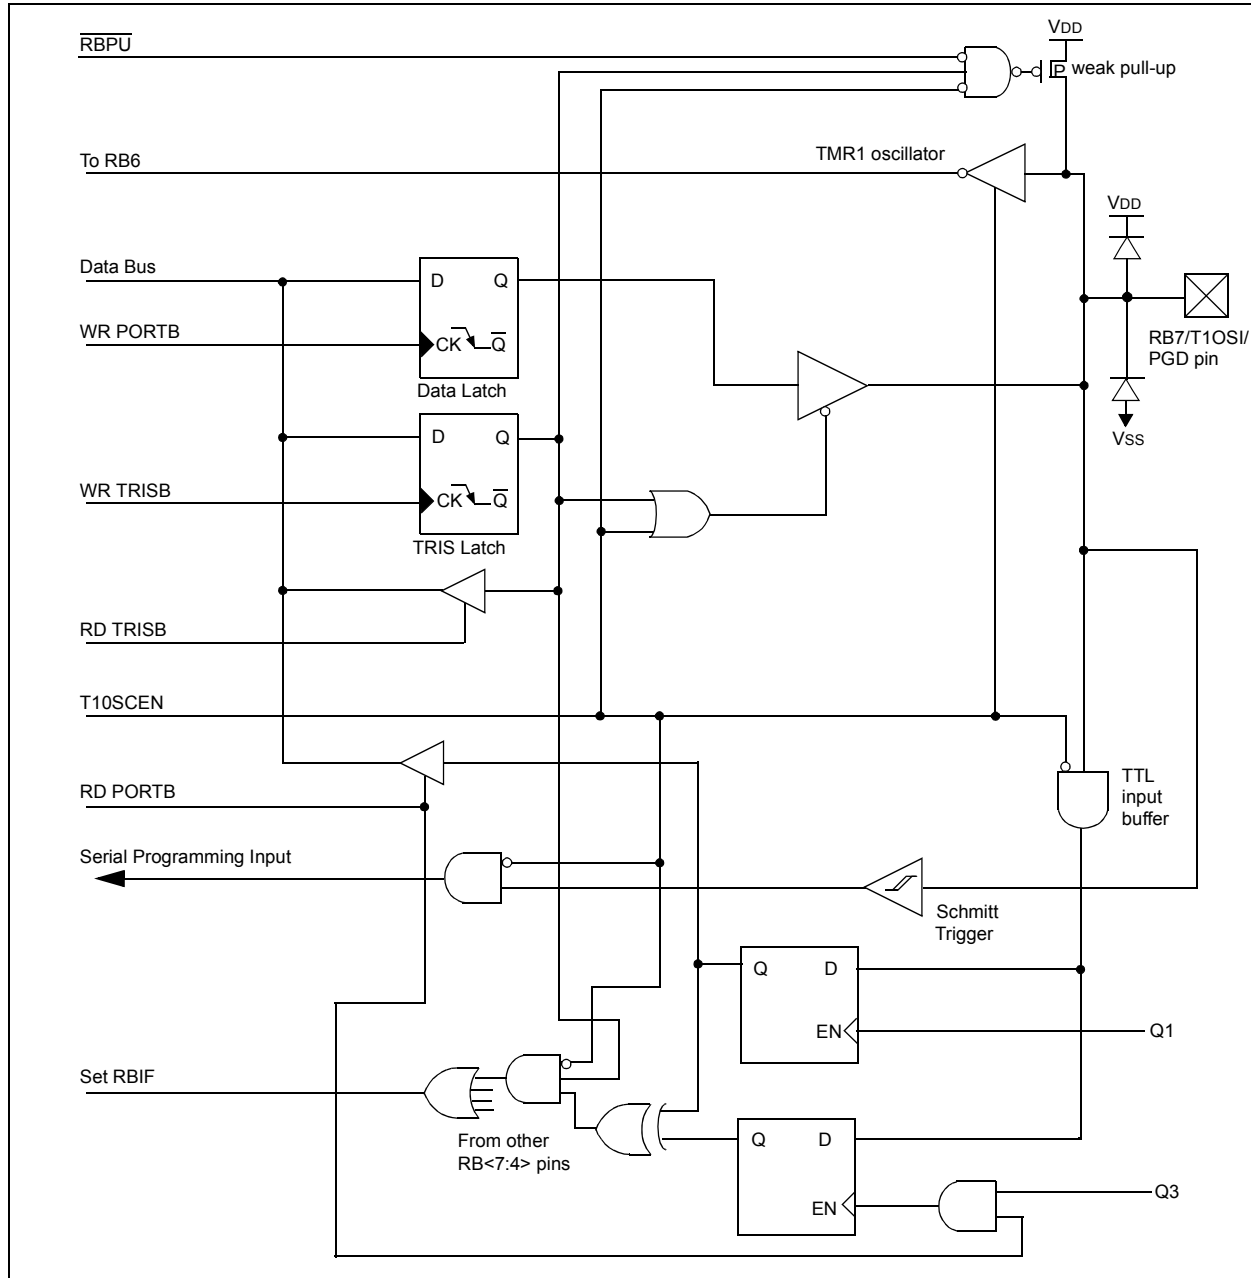 VDD
RBPU
P
weak pull-up
To RB6
TMR1 oscillator
VDD
Data Bus
D
Q
WR PORTB
CK
Q
RB7/T1OSI/
PGD pin
Data Latch
VSS
D
Q
WR TRISB
CK
Q
TRIS Latch
RD TRISB
T10SCEN
TTL
input
buffer
RD PORTB
Serial Programming Input
Schmitt
Trigger
Q
D
EN
Q1
Set RBIF
From other
RB<7:4> pins
Q
D
EN
Q3